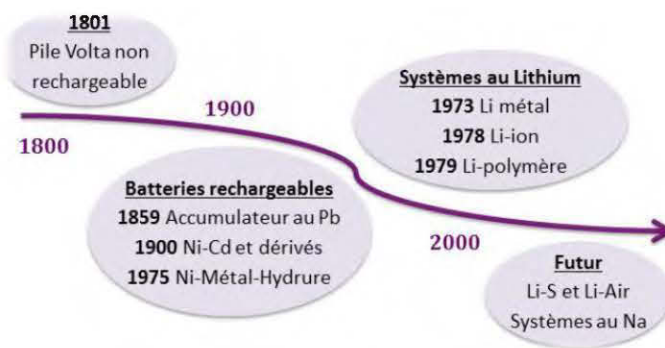 1801
Pile Volta non
rechargeable
1800
1900
Batteries rechargeables
1859 Accumulateur au Pb
1900 Ni-Cd et dérivés
1975 Ni-Métal-Hydrure
Systèmes au Lithium
1973 Li métal
1978 Li-ion
1979 Li-polymère
2000
Futur
Li-S et Li-Air
Systèmes au Na